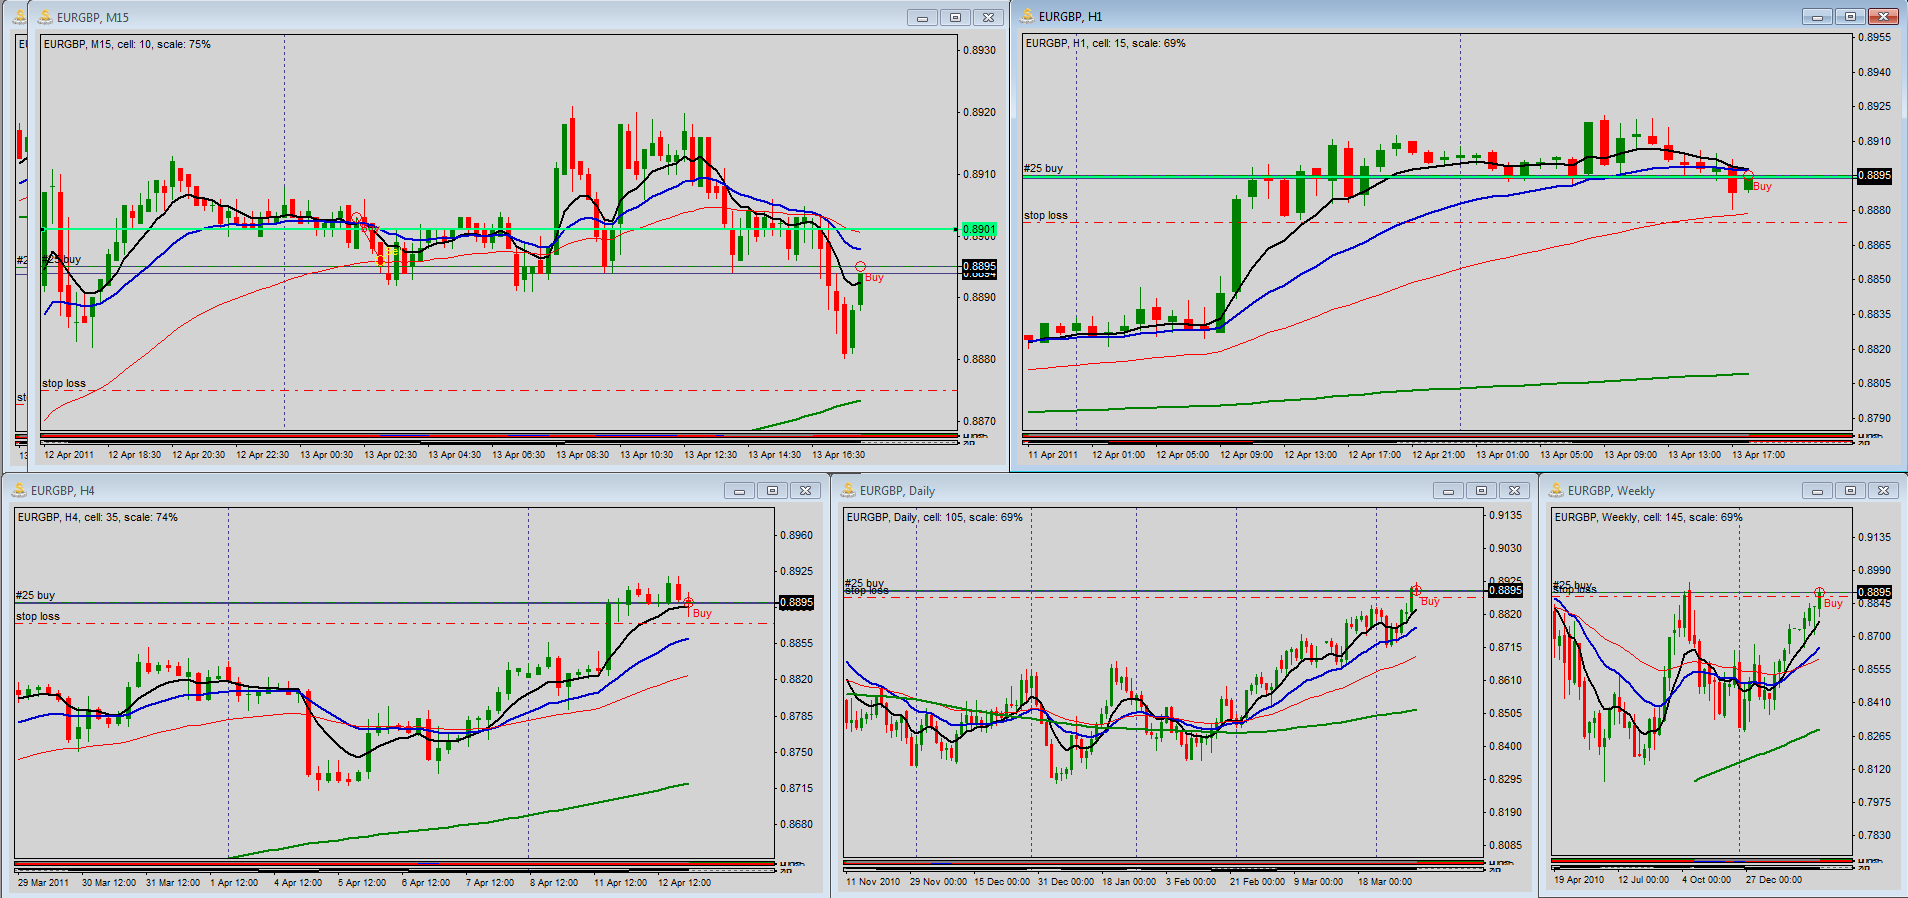 EURGBP, M15
EURGBP, M15, cell: 10, scale: 75%
0.8930
0.8920
0.8910
0.8901
0.8900
#25 buy
Buy
0.8895
0.8894
0.8890
0.8880
stop loss
0.8870
12 Apr 2011 12 Apr 18:30 12 Apr 20:30 12 Apr 22:30 13 Apr 00:30 13 Apr 02:30 13 Apr 04:30 13 Apr 06:30 13 Apr 08:30 13 Apr 10:30 13 Apr 12:30 13 Apr 14:30 13 Apr 16:30
EURGBP, H1
EURGBP, H1, cell: 15, scale: 69%
0.8955
0.8940
0.8925
0.8910
#25 buy
0.8895
Buy
0.8880
stop loss
0.8865
0.8850
0.8835
0.8820
0.8805
0.8790
11 Apr 2011 12 Apr 01:00 12 Apr 05:00 12 Apr 09:00 12 Apr 13:00 12 Apr 17:00 12 Apr 21:00 13 Apr 01:00 13 Apr 05:00 13 Apr 09:00 13 Apr 13:00 13 Apr 17:00
EURGBP, H4
EURGBP, H4, cell: 35, scale: 74%
0.8960
0.8925
#25 buy
0.8895
Buy
stop loss
0.8855
0.8820
0.8785
0.8750
0.8715
0.8680
29 Mar 2011 30 Mar 12:00 31 Mar 12:00 1 Apr 12:00 4 Apr 12:00 5 Apr 12:00 6 Apr 12:00 7 Apr 12:00 8 Apr 12:00 11 Apr 12:00 12 Apr 12:00
EURGBP, Daily
EURGBP, Daily, cell: 105, scale: 69%
0.9135
0.9030
0.8925
#25 buy
0.8895
stop loss
Buy
0.8820
0.8715
0.8610
0.8505
0.8400
0.8295
0.8190
0.8085
11 Nov 2010 29 Nov 00:00 15 Dec 00:00 31 Dec 00:00 18 Jan 00:00 3 Feb 00:00 21 Feb 00:00 9 Mar 00:00 18 Mar 00:00
EURGBP, Weekly
EURGBP, Weekly, cell: 145, scale: 69%
0.9135
0.8990
#25 buy
0.8895
stop loss
Buy
0.8845
0.8700
0.8555
0.8410
0.8265
0.8120
0.7975
0.7830
19 Apr 2010 12 Jul 00:00 4 Oct 00:00 27 Dec 00:00